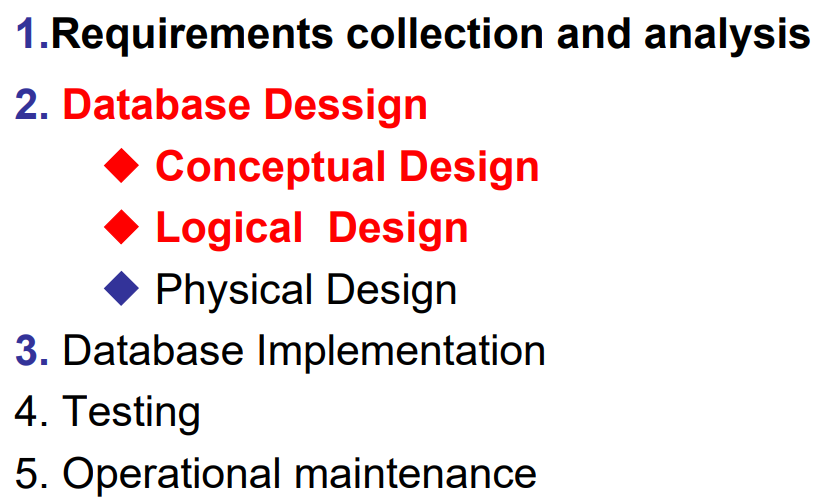 1.Requirements collection and analysis
2. Database Dessign
◆ Conceptual Design
◆ Logical Design
◆ Physical Design
3. Database Implementation
4. Testing
5. Operational maintenance